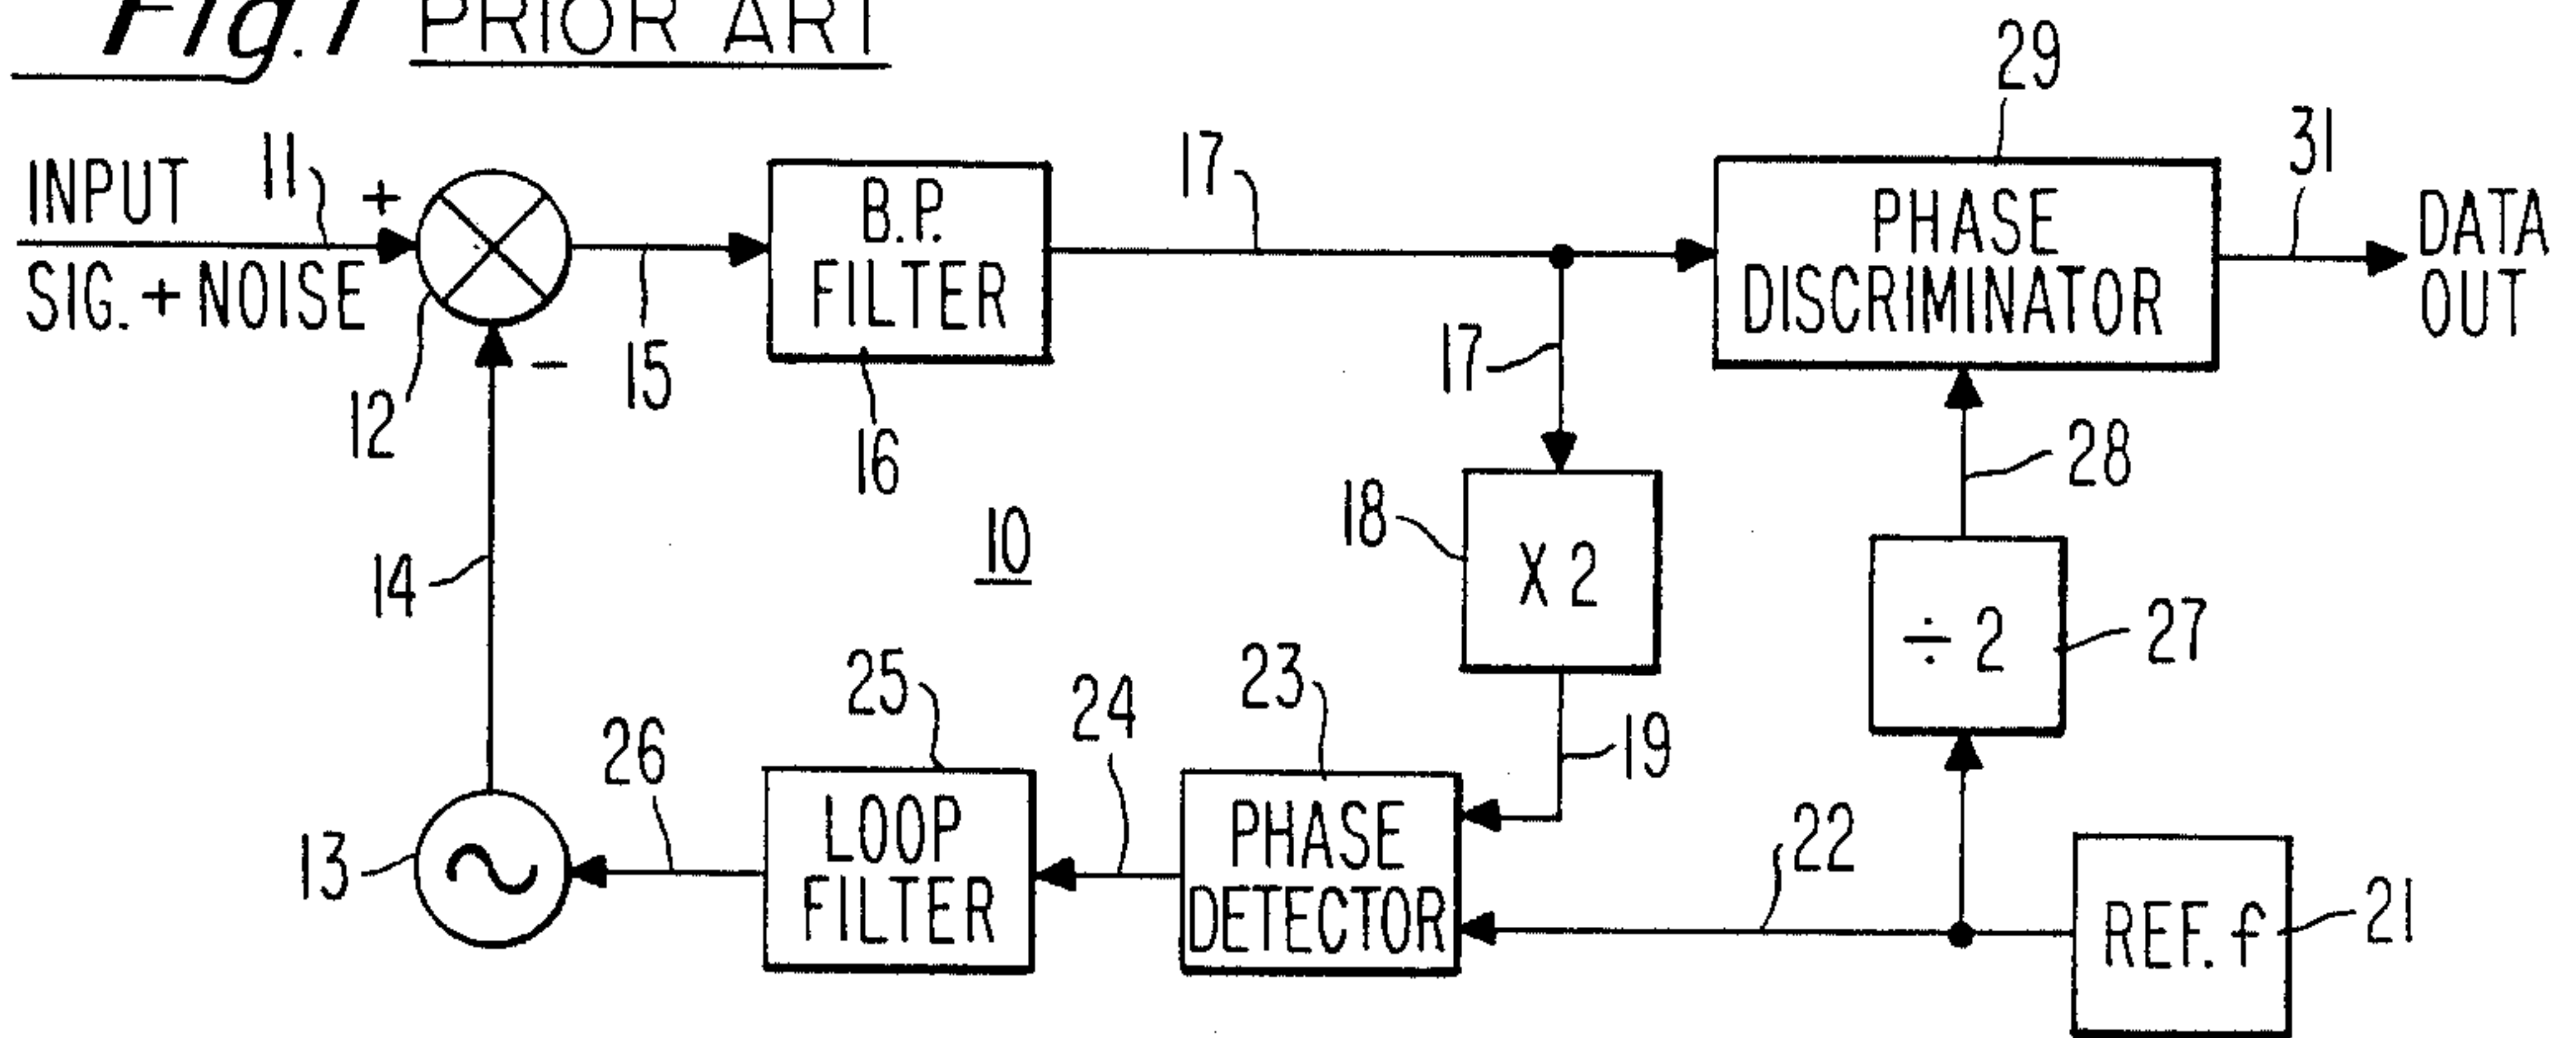 Fig.1 PRIOR ART
29
31
17
11
INPUT
+
SIG. + NOISE
12
-
15
B.P.
FILTER
16
17
PHASE
DISCRIMINATOR
DATA
OUT
28
14
10
18
X 2
÷ 2
27
25
24
23
19
26
13
LOOP
FILTER
PHASE
DETECTOR
22
REF. f
21